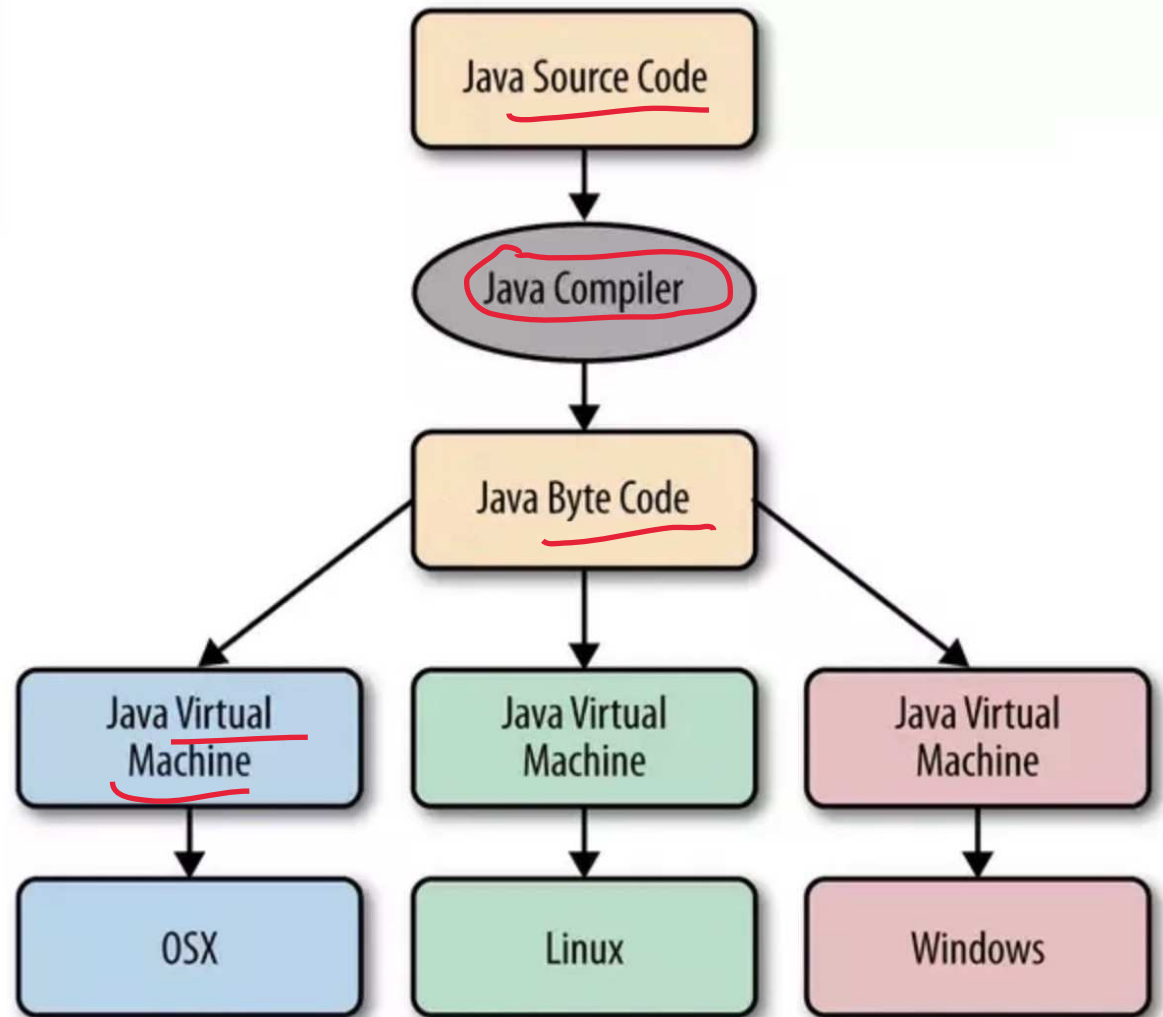 Java Source Code
Java Compiler
Java Byte Code
Java Virtual
Machine
Java Virtual
Machine
Java Virtual
Machine
OSX
Linux
Windows